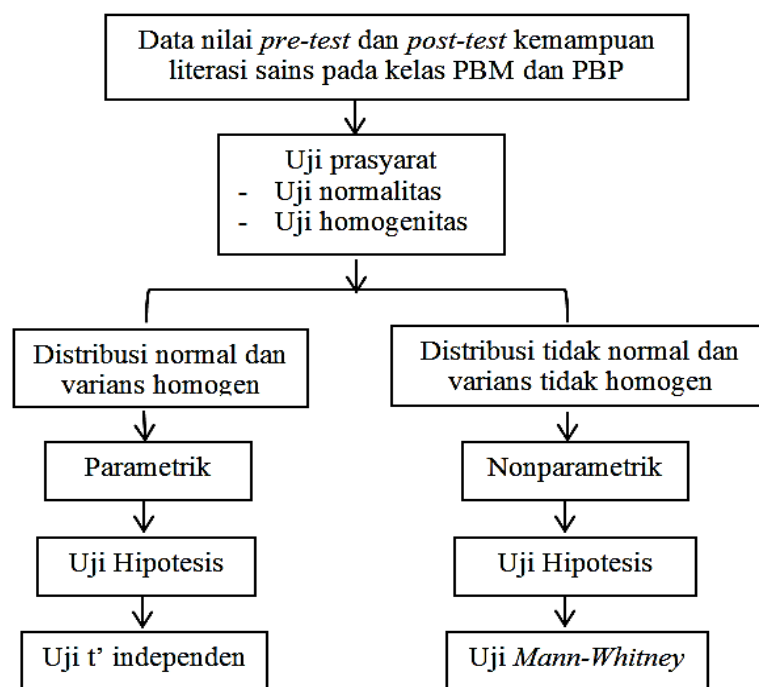 Data nilai pre-test dan post-test kemampuan
literasi sains pada kelas PBM dan PBP
Uji prasyarat
- Uji normalitas
- Uji homogenitas
Distribusi normal dan
varians homogen
Distribusi tidak normal dan
varians tidak homogen
Parametrik
Nonparametrik
Uji Hipotesis
Uji Hipotesis
Uji t’ independen
Uji Mann-Whitney